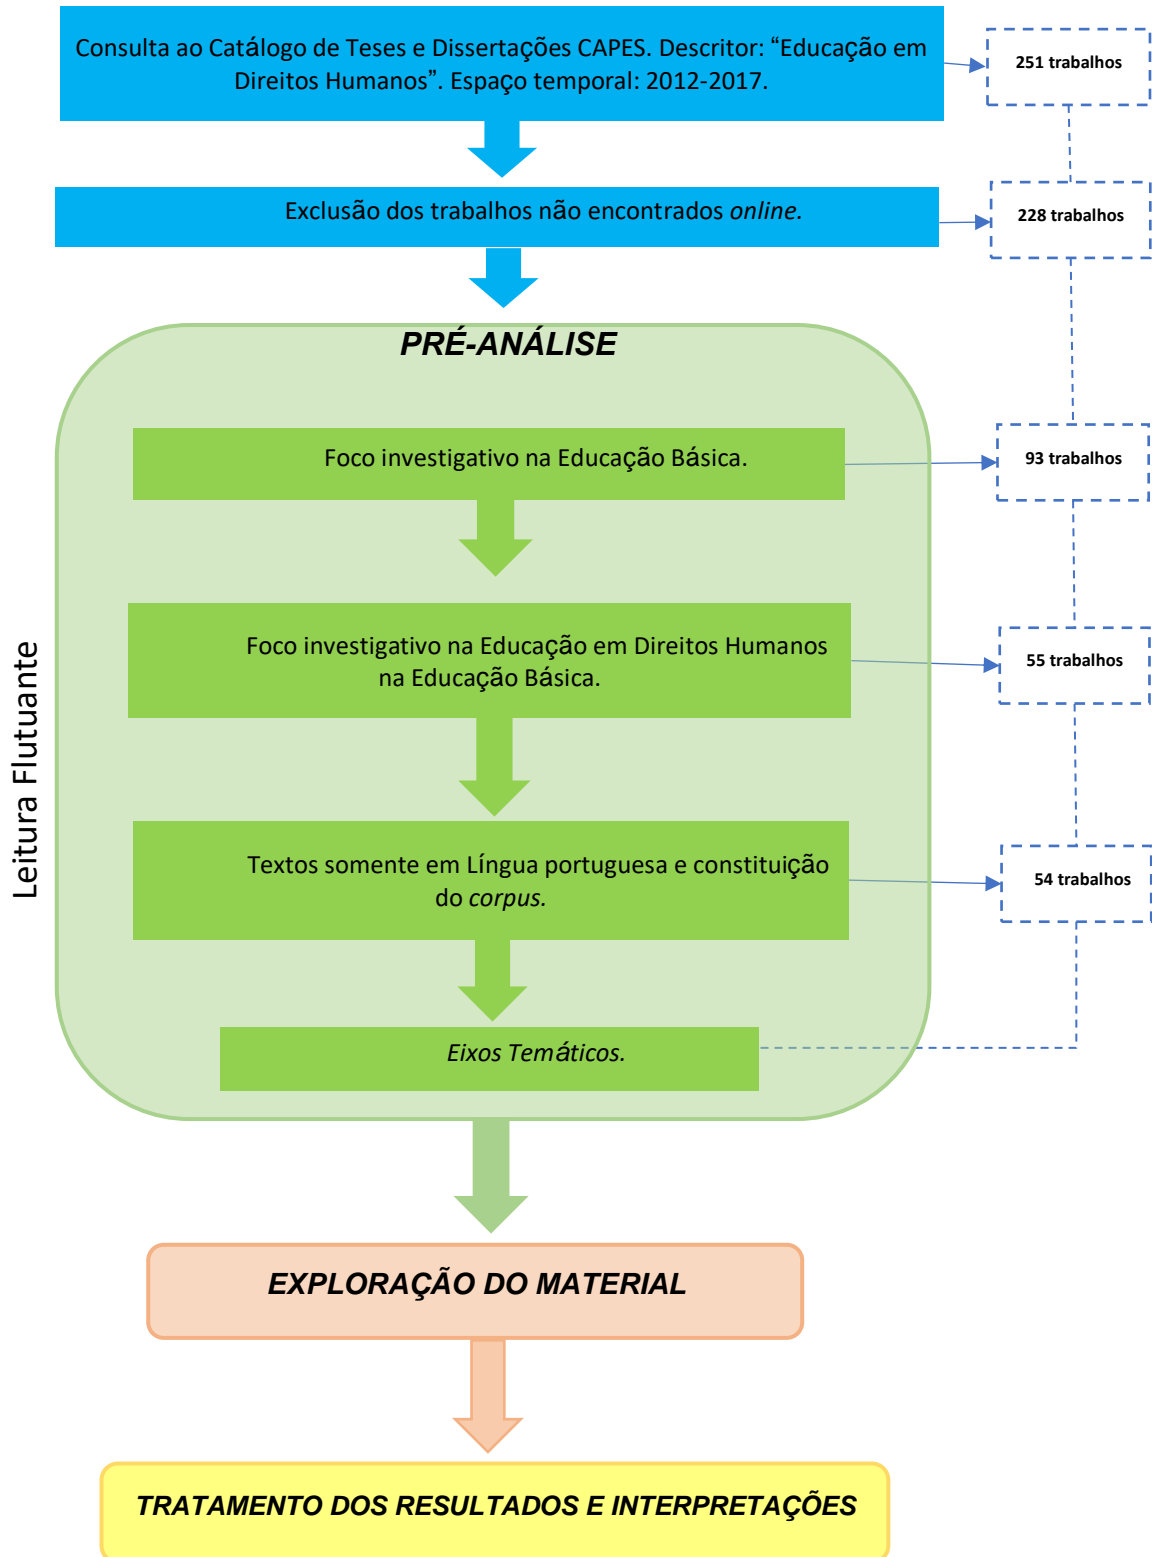 Consulta ao Catálogo de Teses e Dissertações CAPES. Descritor: “Educação em
Direitos Humanos”. Espaço temporal: 2012-2017.
251 trabalhos
Exclusão dos trabalhos não encontrados online.
228 trabalhos
PRÉ-ANÁLISE
Foco investigativo na Educação Básica.
93 trabalhos
Foco investigativo na Educação em Direitos Humanos
na Educação Básica.
55 trabalhos
Leitura Flutuante
Textos somente em Língua portuguesa e constituição
do corpus.
54 trabalhos
Eixos Temáticos.
EXPLORAÇÃO DO MATERIAL
TRATAMENTO DOS RESULTADOS E INTERPRETAÇÕES